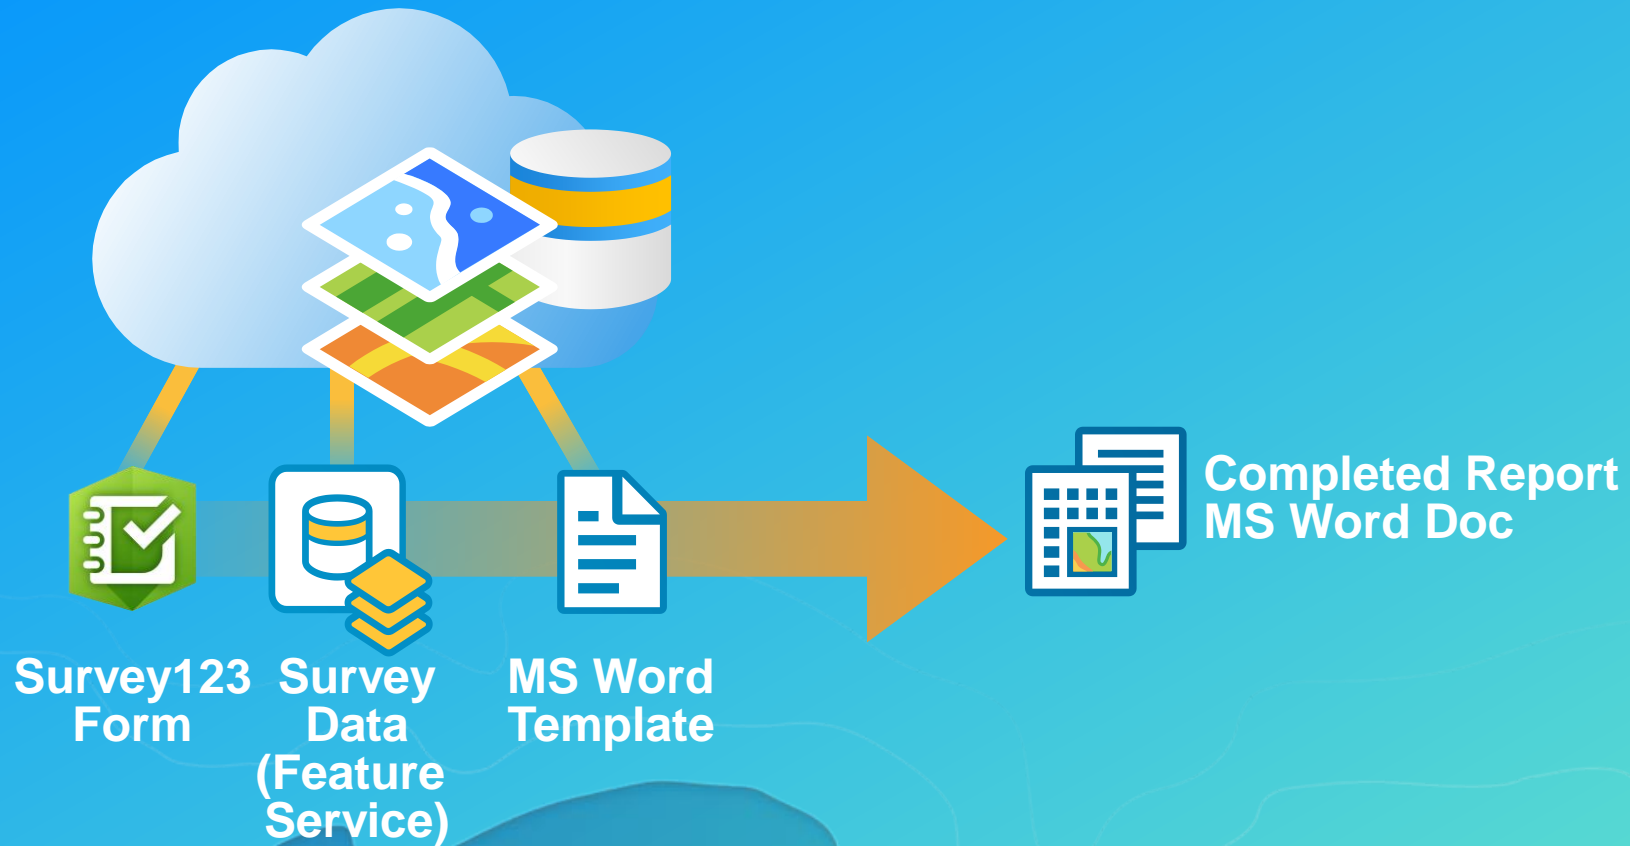 Completed Report
MS Word Doc
Survey123
Form
Survey
Data
(Feature
Service)
MS Word
Template